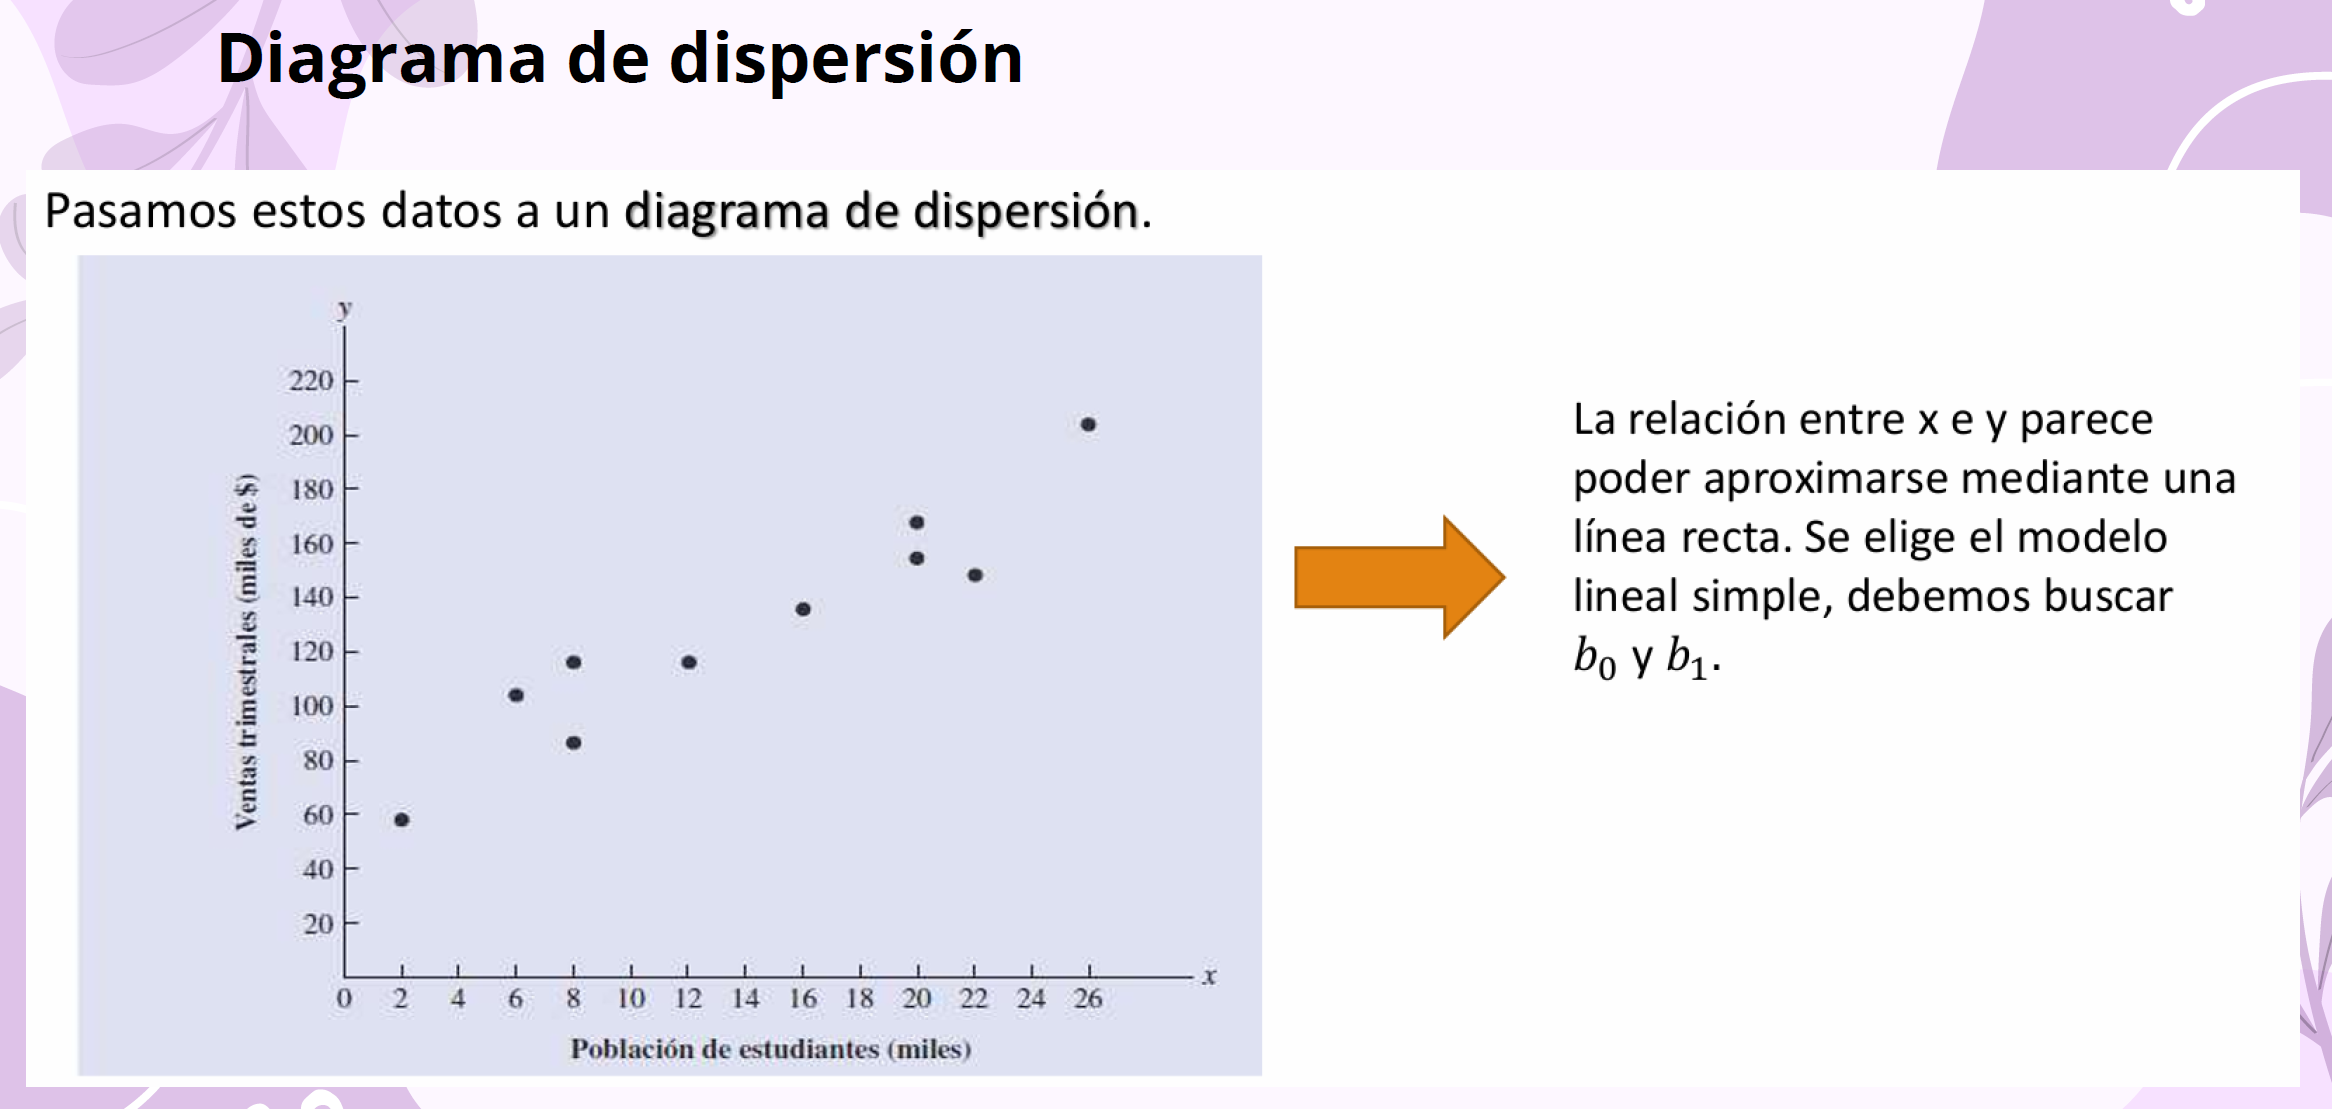 Diagrama de dispersión
Pasamos estos datos a un diagrama de dispersión.
y
220
200
180
160
140
120
100
80
60
40
20
Ventas trimestrales (miles de $)
0 2 4 6 8 10 12 14 16 18 20 22 24 26
x
Población de estudiantes (miles)
La relación entre x e y parece
poder aproximarse mediante una
línea recta. Se elige el modelo
lineal simple, debemos buscar
b₀ y b₁.